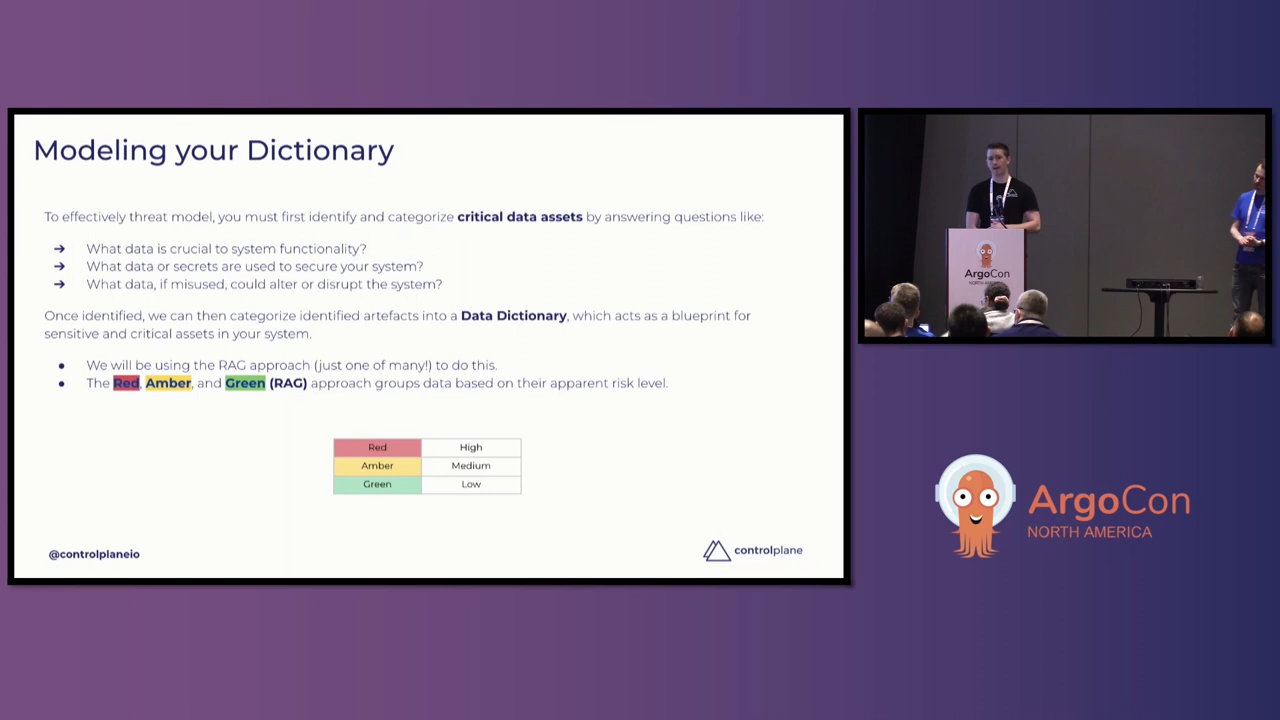 Modeling your Dictionary
To effectively threat model, you must first identify and categorize critical data assets by answering questions like:
➔ What data is crucial to system functionality?
➔ What data or secrets are used to secure your system?
➔ What data, if misused, could alter or disrupt the system?
Once identified, we can then categorize identified artefacts into a Data Dictionary, which acts as a blueprint for
sensitive and critical assets in your system.
● We will be using the RAG approach (just one of many!) to do this.
● The Red, Amber, and Green (RAG) approach groups data based on their apparent risk level.
Red High
Amber Medium
Green Low
@controlplaneio
controlplane
ArgoCon
NORTH AMERICA
ArgoCon
NORTH AMERICA